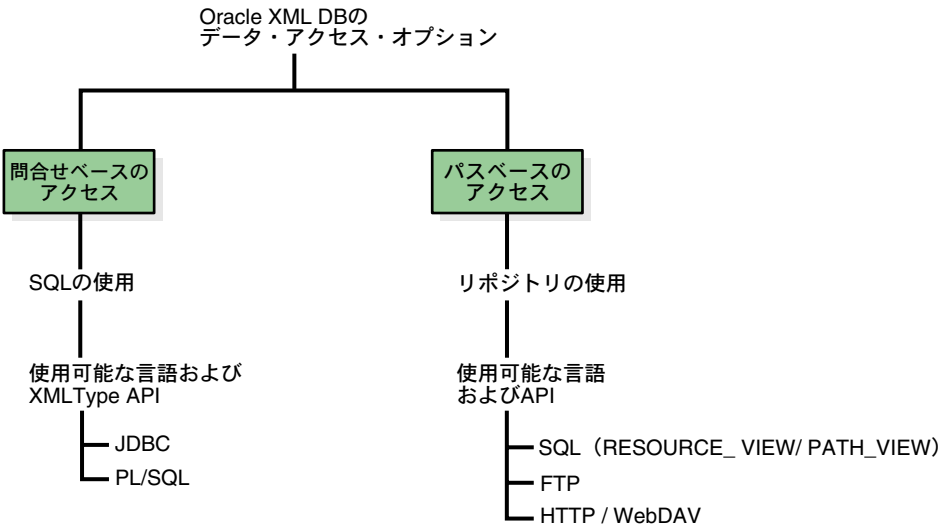 Oracle XML DBの
データ・アクセス・オプション
問合せベースの
アクセス
SQLの使用
使用可能な言語および
XMLType API
JDBC
PL/SQL
パスベースの
アクセス
リポジトリの使用
使用可能な言語
およびAPI
SQL（RESOURCE_ VIEW/ PATH_VIEW）
FTP
HTTP / WebDAV